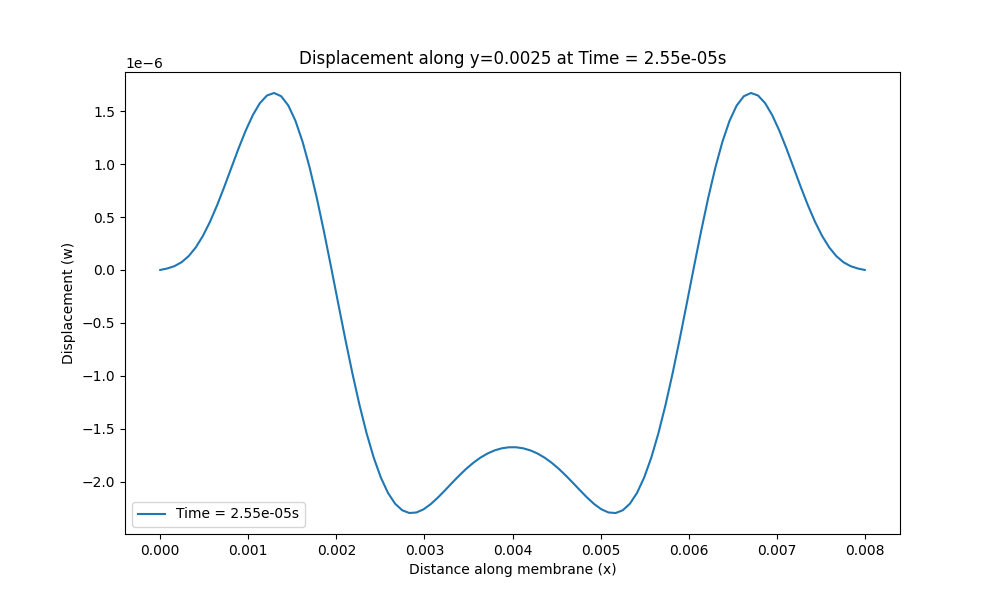 Displacement along y=0.0025 at Time = 2.55e-05s
1e−6
1.5
1.0
0.5
0.0
−0.5
−1.0
−1.5
−2.0
Displacement (w)
Time = 2.55e-05s
0.000 0.001 0.002 0.003 0.004 0.005 0.006 0.007 0.008
Distance along membrane (x)